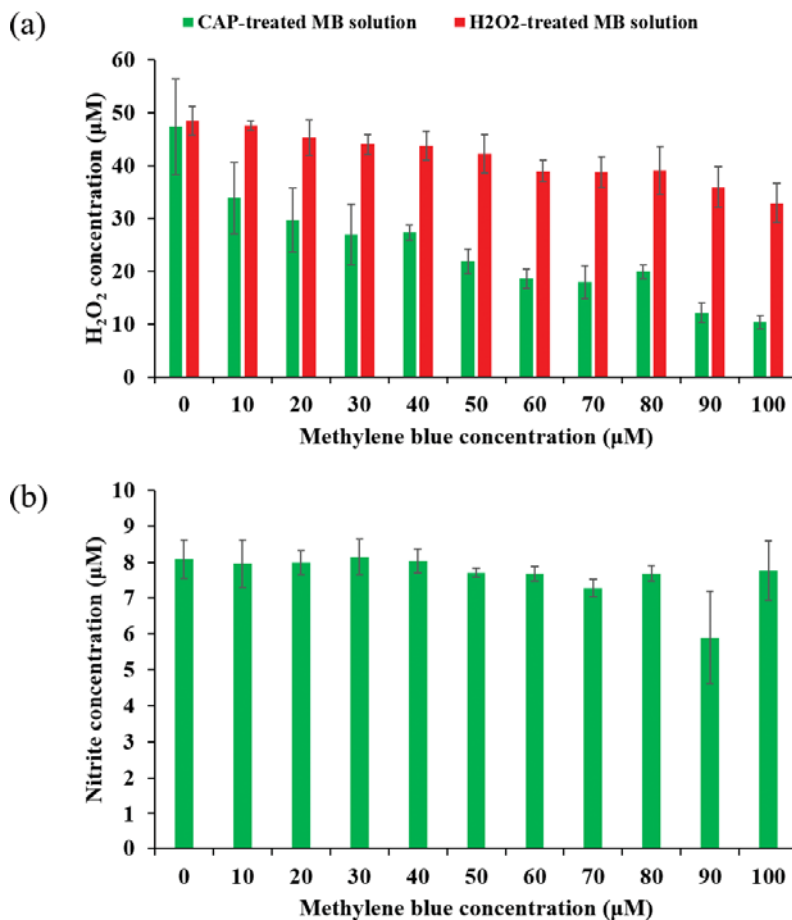 (a)
CAP-treated MB solution H2O2-treated MB solution
H₂O₂ concentration (µM)
60
50
40
30
20
10
0
0 10 20 30 40 50 60 70 80 90 100
Methylene blue concentration (µM)
(b)
Nitrite concentration (µM)
10
9
8
7
6
5
4
3
2
1
0
0 10 20 30 40 50 60 70 80 90 100
Methylene blue concentration (µM)